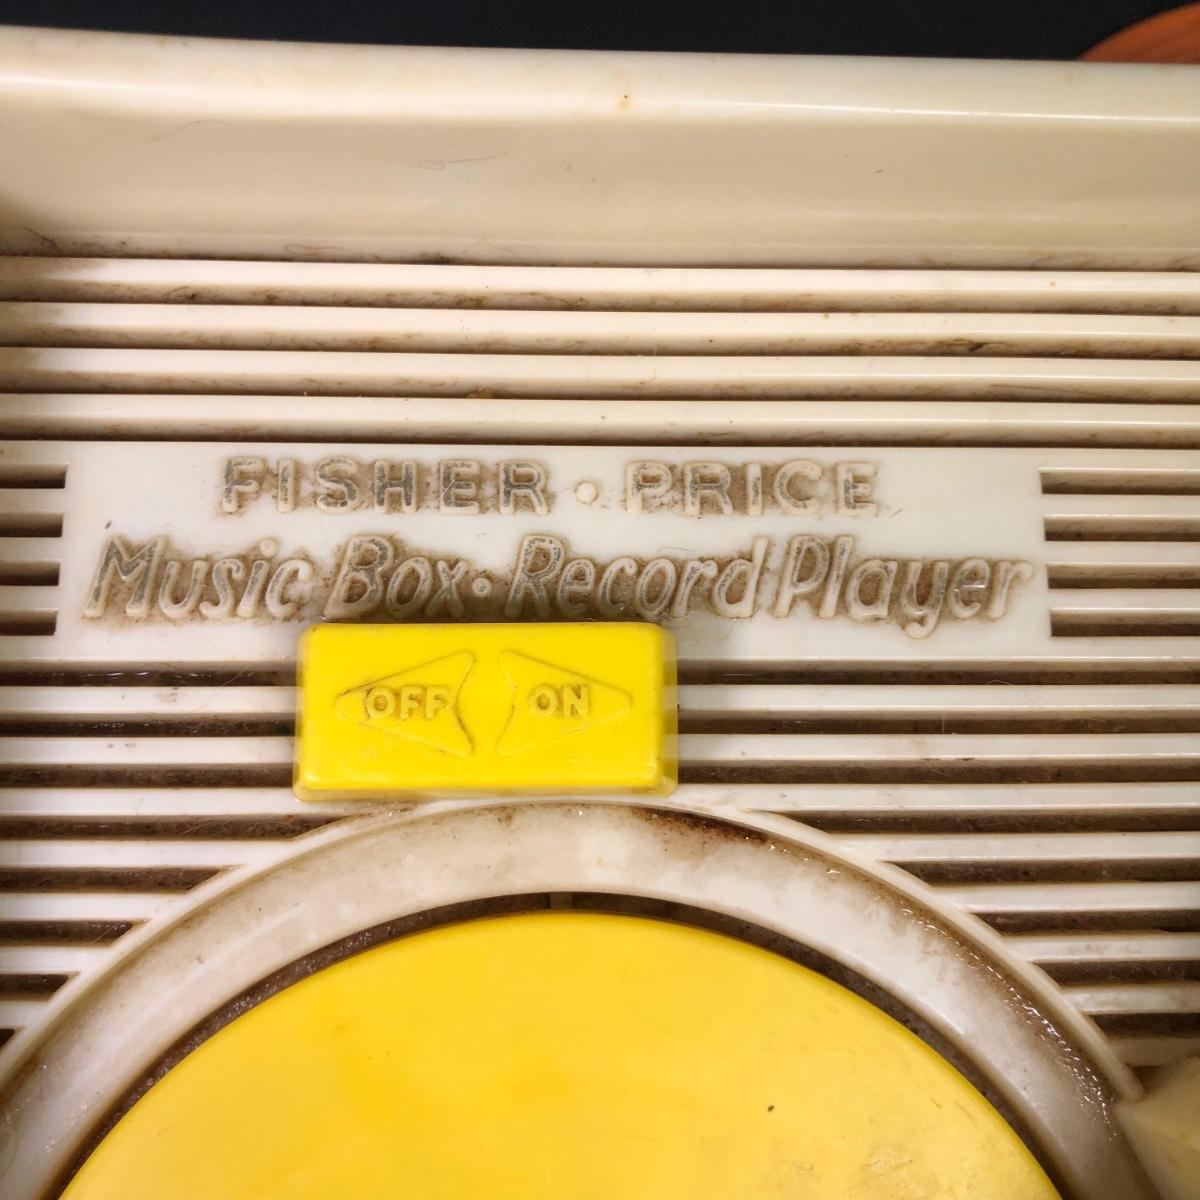 FISHER · PRICE
Music Box · Record Player
OFF ON